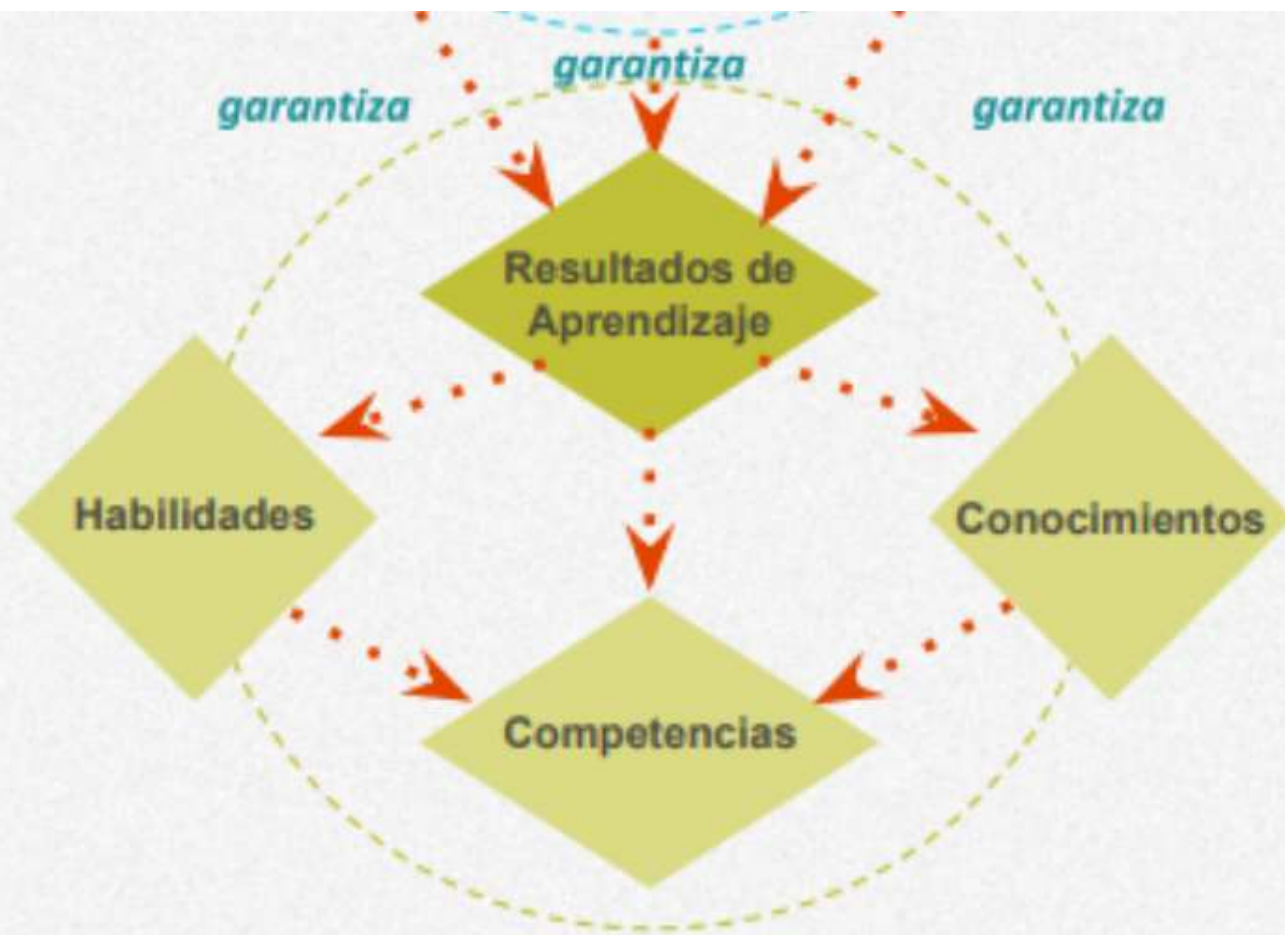 garantiza
garantiza
garantiza
Resultados de
Aprendizaje
Habilidades
Conocimientos
Competencias